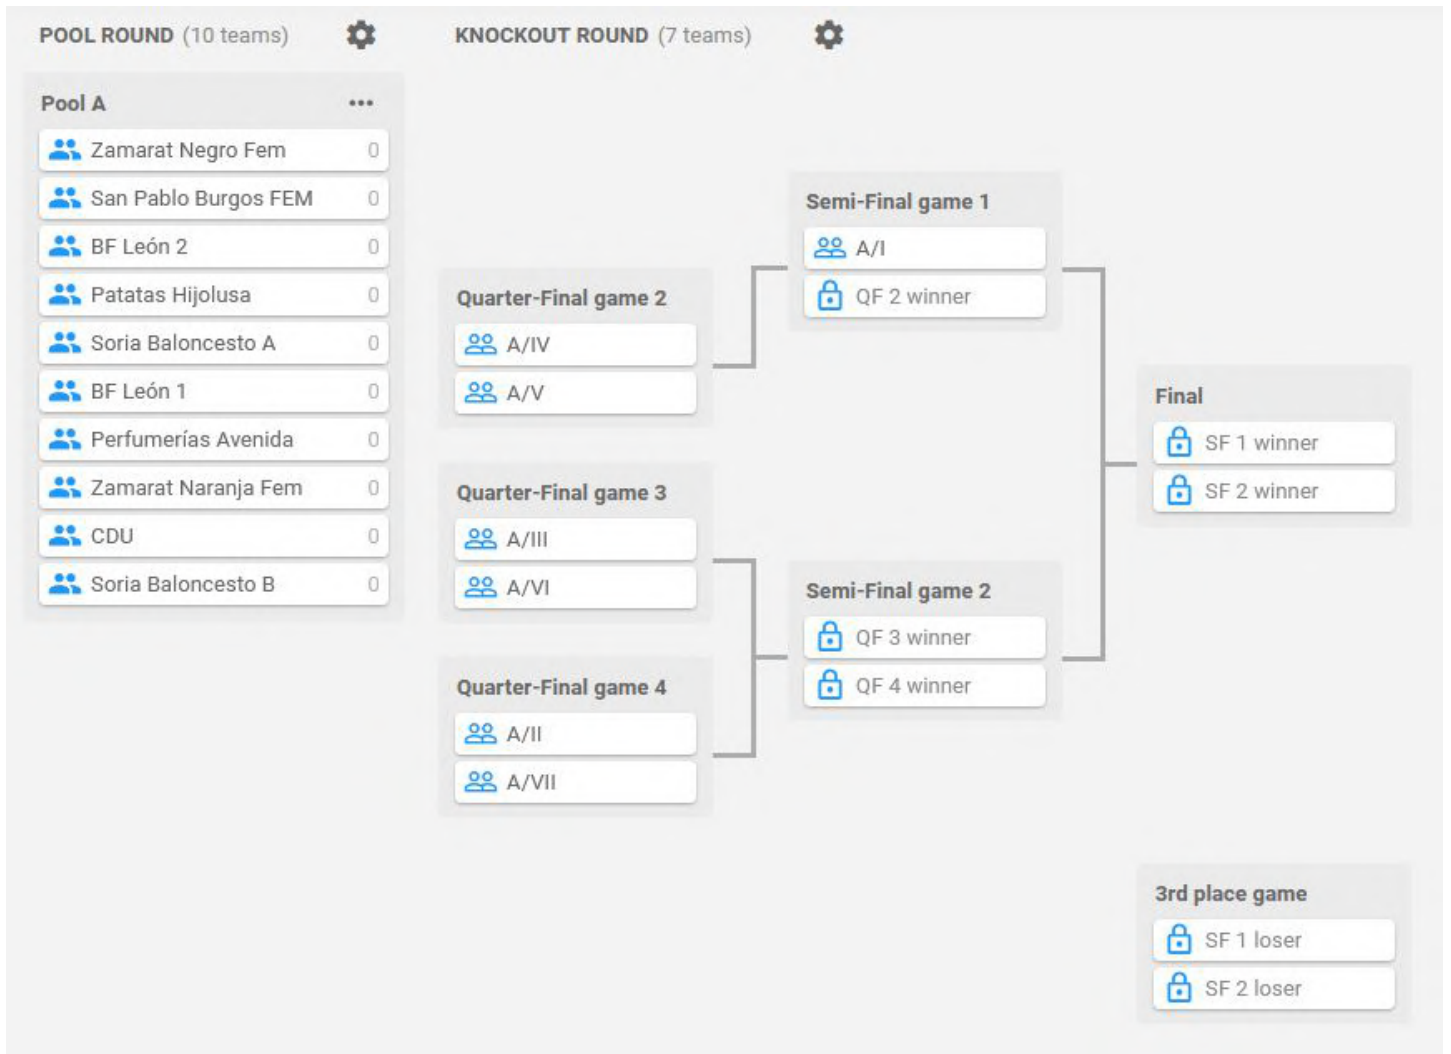 POOL ROUND (10 teams)
KNOCKOUT ROUND (7 teams)
Pool A
Zamarat Negro Fem 0
San Pablo Burgos FEM 0
BF León 2 0
Patatas Hijolusa 0
Soria Baloncesto A 0
BF León 1 0
Perfumerías Avenida 0
Zamarat Naranja Fem 0
CDU 0
Soria Baloncesto B 0
Quarter-Final game 2
A/IV
A/V
Quarter-Final game 3
A/III
A/VI
Quarter-Final game 4
A/II
A/VII
Semi-Final game 1
A/I
QF 2 winner
Semi-Final game 2
QF 3 winner
QF 4 winner
Final
SF 1 winner
SF 2 winner
3rd place game
SF 1 loser
SF 2 loser